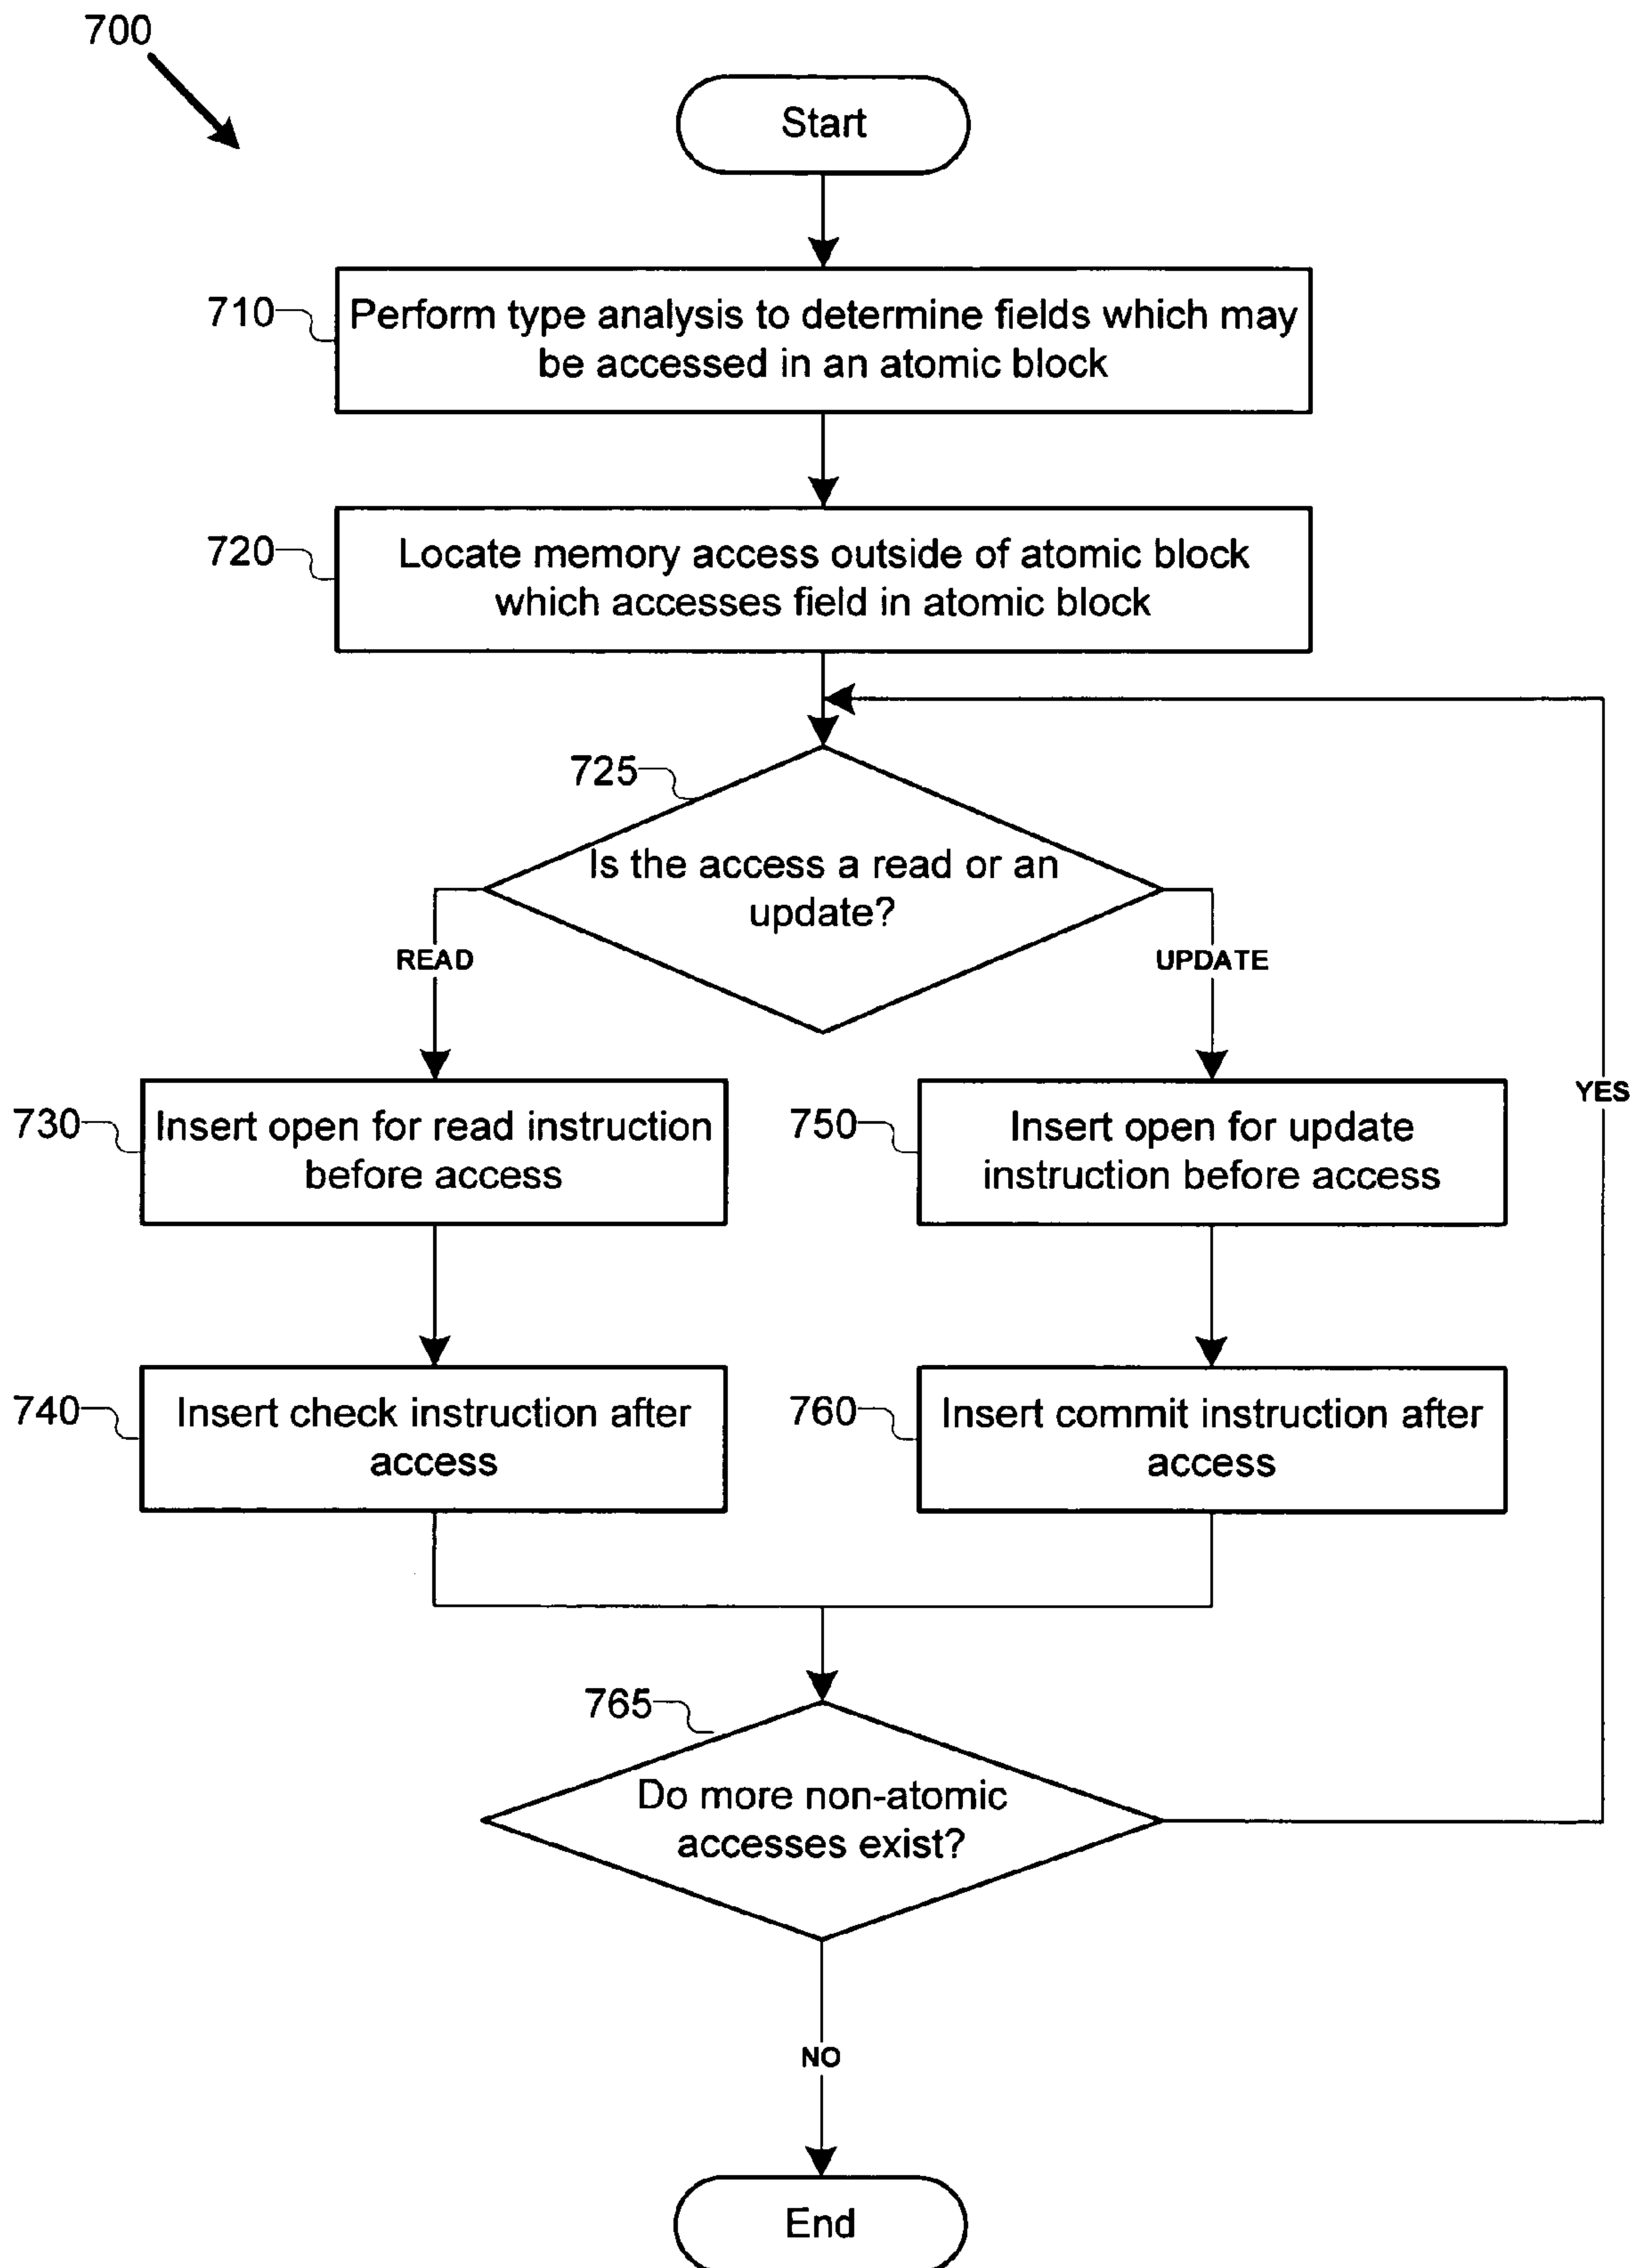 700
Start
710
Perform type analysis to determine fields which may
be accessed in an atomic block
720
Locate memory access outside of atomic block
which accesses field in atomic block
725
Is the access a read or an
update?
READ
UPDATE
YES
730
Insert open for read instruction
before access
750
Insert open for update
instruction before access
740
Insert check instruction after
access
760
Insert commit instruction after
access
765
Do more non-atomic
accesses exist?
NO
End